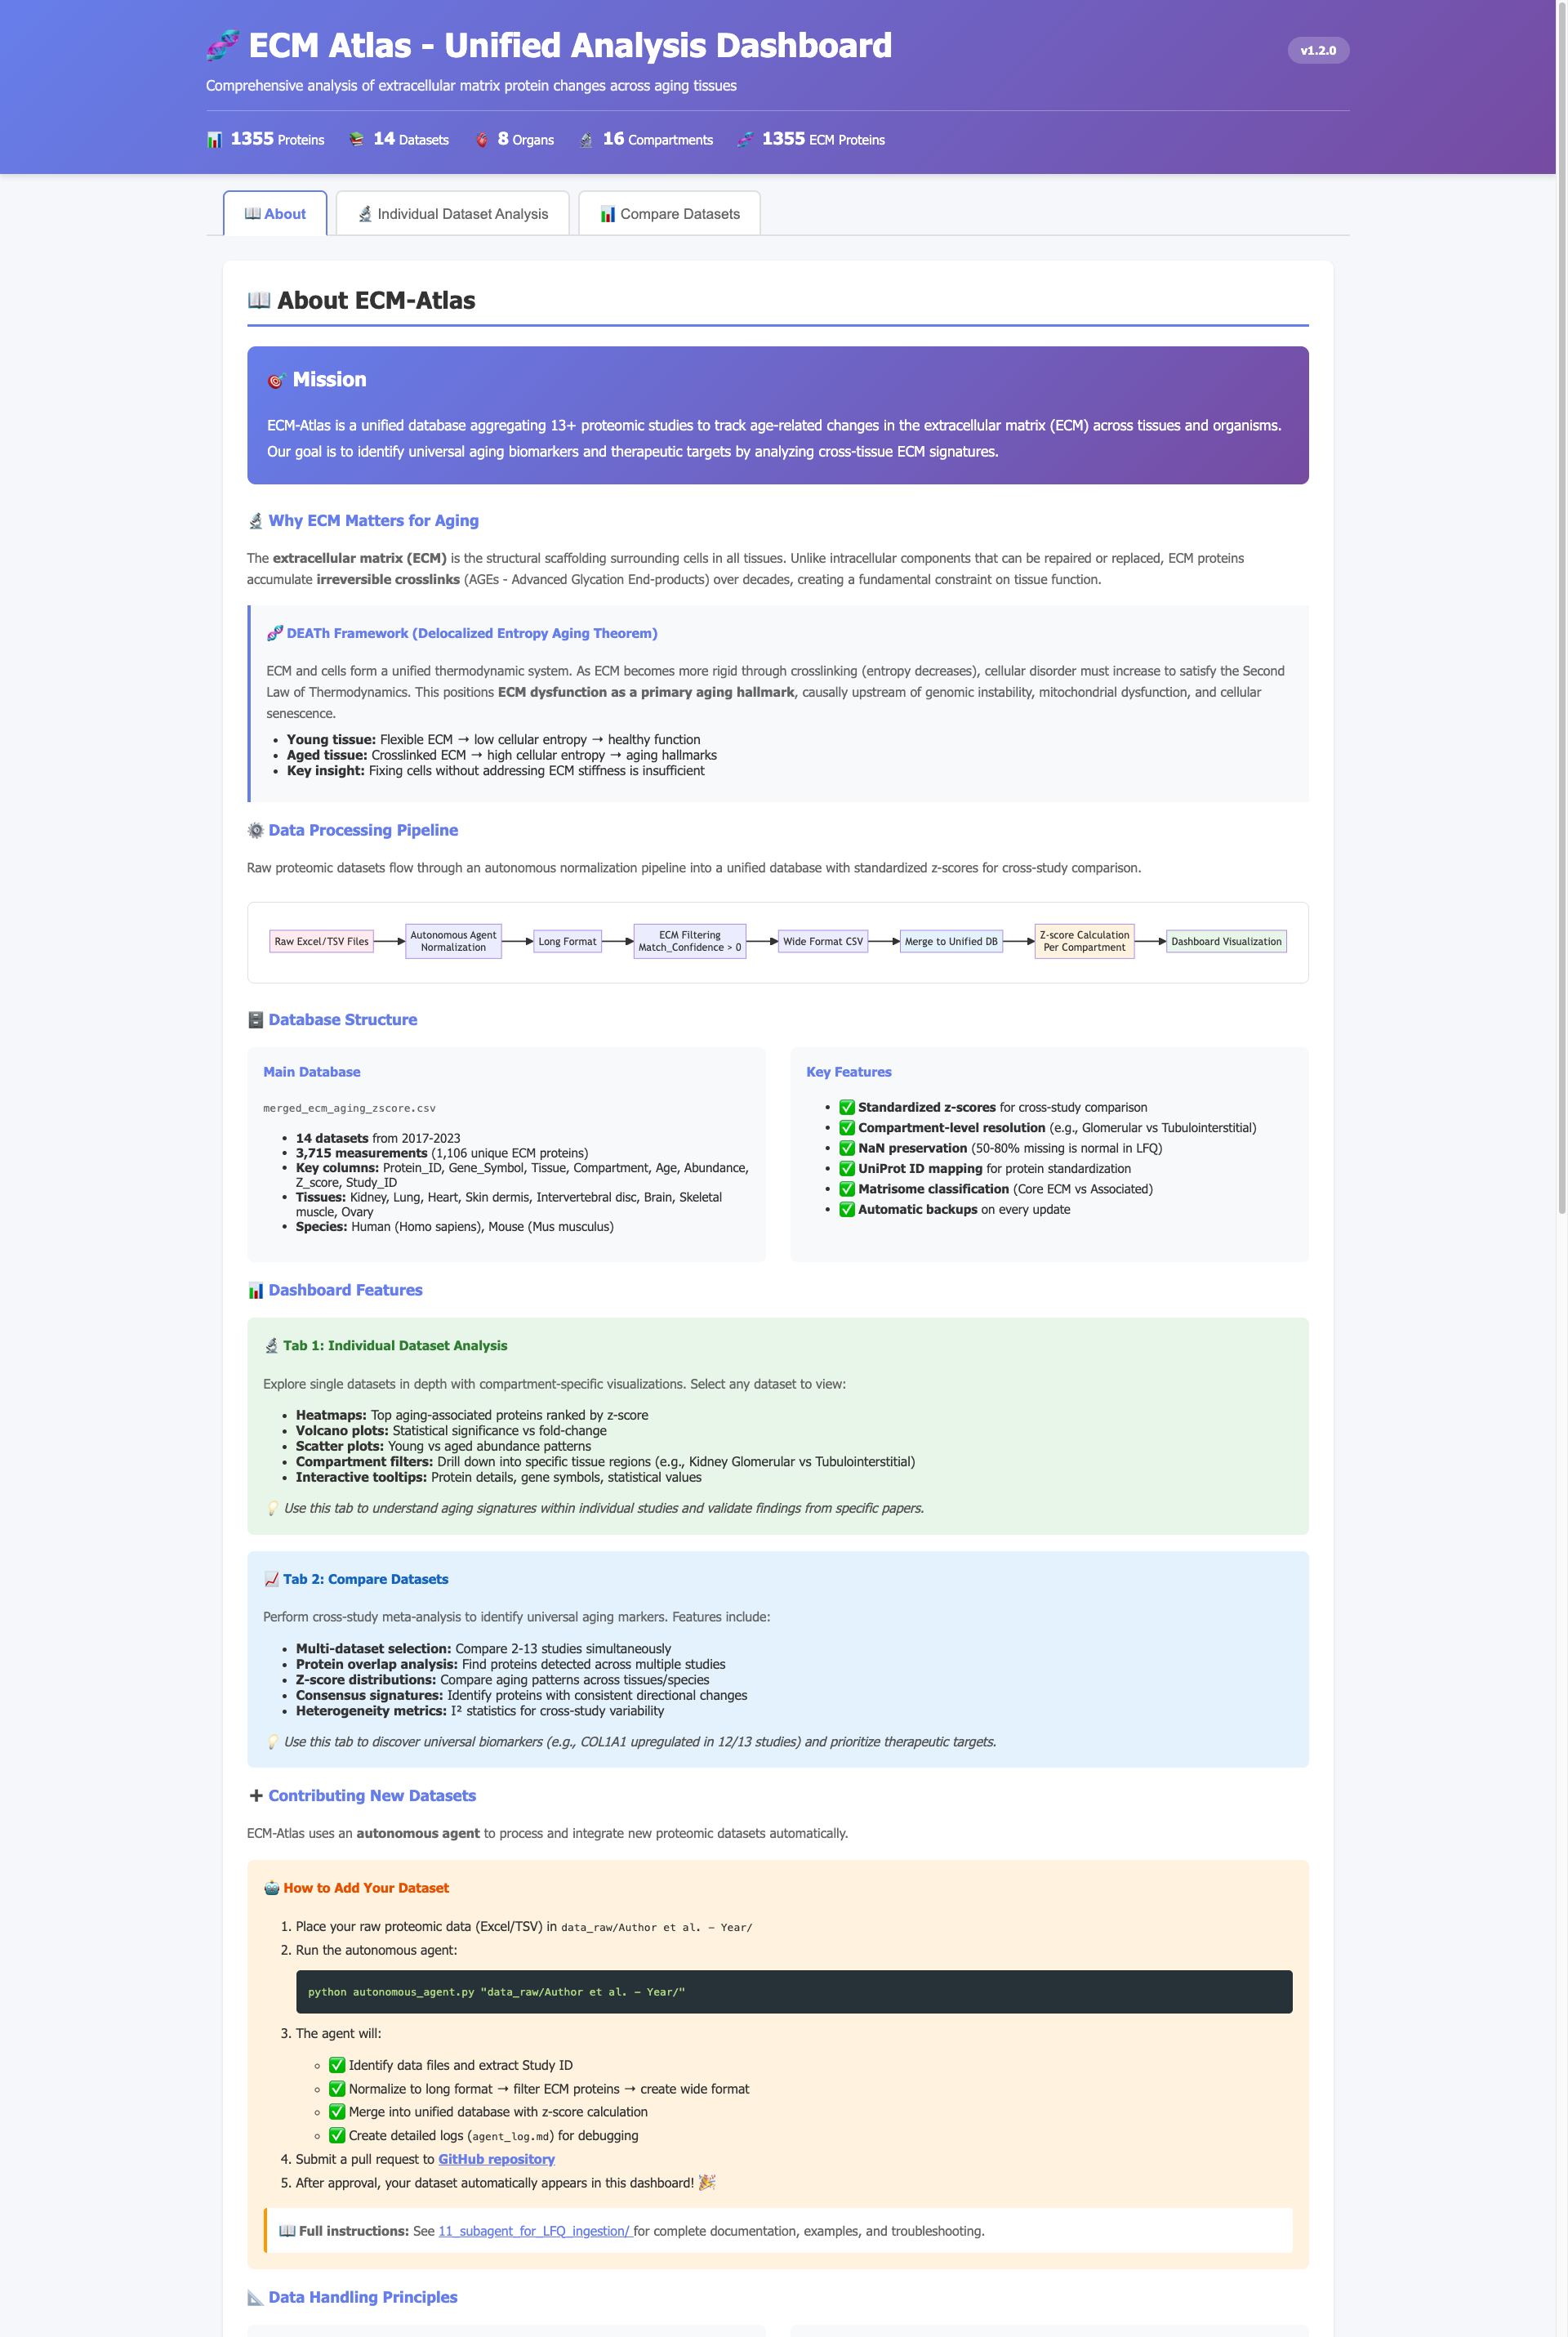 🧬 ECM Atlas - Unified Analysis Dashboard
v1.2.0
Comprehensive analysis of extracellular matrix protein changes across aging tissues
📊 1355 Proteins 📚 14 Datasets 🫀 8 Organs 🔬 16 Compartments 🧬 1355 ECM Proteins
📖 About 🔬 Individual Dataset Analysis 📊 Compare Datasets
📖 About ECM-Atlas
🎯 Mission
ECM-Atlas is a unified database aggregating 13+ proteomic studies to track age-related changes in the extracellular matrix (ECM) across tissues and organisms.
Our goal is to identify universal aging biomarkers and therapeutic targets by analyzing cross-tissue ECM signatures.
🔬 Why ECM Matters for Aging
The extracellular matrix (ECM) is the structural scaffolding surrounding cells in all tissues. Unlike intracellular components that can be repaired or replaced, ECM proteins
accumulate irreversible crosslinks (AGEs - Advanced Glycation End-products) over decades, creating a fundamental constraint on tissue function.
🧬 DEATh Framework (Delocalized Entropy Aging Theorem)
ECM and cells form a unified thermodynamic system. As ECM becomes more rigid through crosslinking (entropy decreases), cellular disorder must increase to satisfy the Second
Law of Thermodynamics. This positions ECM dysfunction as a primary aging hallmark, causally upstream of genomic instability, mitochondrial dysfunction, and cellular
senescence.
• Young tissue: Flexible ECM → low cellular entropy → healthy function
• Aged tissue: Crosslinked ECM → high cellular entropy → aging hallmarks
• Key insight: Fixing cells without addressing ECM stiffness is insufficient
⚙️ Data Processing Pipeline
Raw proteomic datasets flow through an autonomous normalization pipeline into a unified database with standardized z-scores for cross-study comparison.
Raw Excel/TSV Files
Autonomous Agent
Normalization
Long Format
ECM Filtering
Match_Confidence > 0
Wide Format CSV
Merge to Unified DB
Z-score Calculation
Per Compartment
Dashboard Visualization
🗄️ Database Structure
Main Database
merged_ecm_aging_zscore.csv
• 14 datasets from 2017-2023
• 3,715 measurements (1,106 unique ECM proteins)
• Key columns: Protein_ID, Gene_Symbol, Tissue, Compartment, Age, Abundance,
Z_score, Study_ID
• Tissues: Kidney, Lung, Heart, Skin dermis, Intervertebral disc, Brain, Skeletal
muscle, Ovary
• Species: Human (Homo sapiens), Mouse (Mus musculus)
Key Features
• ✅ Standardized z-scores for cross-study comparison
• ✅ Compartment-level resolution (e.g., Glomerular vs Tubulointerstitial)
• ✅ NaN preservation (50-80% missing is normal in LFQ)
• ✅ UniProt ID mapping for protein standardization
• ✅ Matrisome classification (Core ECM vs Associated)
• ✅ Automatic backups on every update
📊 Dashboard Features
🔬 Tab 1: Individual Dataset Analysis
Explore single datasets in depth with compartment-specific visualizations. Select any dataset to view:
• Heatmaps: Top aging-associated proteins ranked by z-score
• Volcano plots: Statistical significance vs fold-change
• Scatter plots: Young vs aged abundance patterns
• Compartment filters: Drill down into specific tissue regions (e.g., Kidney Glomerular vs Tubulointerstitial)
• Interactive tooltips: Protein details, gene symbols, statistical values
💡 Use this tab to understand aging signatures within individual studies and validate findings from specific papers.
📈 Tab 2: Compare Datasets
Perform cross-study meta-analysis to identify universal aging markers. Features include:
• Multi-dataset selection: Compare 2-13 studies simultaneously
• Protein overlap analysis: Find proteins detected across multiple studies
• Z-score distributions: Compare aging patterns across tissues/species
• Consensus signatures: Identify proteins with consistent directional changes
• Heterogeneity metrics: I² statistics for cross-study variability
💡 Use this tab to discover universal biomarkers (e.g., COL1A1 upregulated in 12/13 studies) and prioritize therapeutic targets.
➕ Contributing New Datasets
ECM-Atlas uses an autonomous agent to process and integrate new proteomic datasets automatically.
🤖 How to Add Your Dataset
1. Place your raw proteomic data (Excel/TSV) in data_raw/Author et al. - Year/
2. Run the autonomous agent:
python autonomous_agent.py "data_raw/Author et al. - Year/"
3. The agent will:
◦ ✅ Identify data files and extract Study ID
◦ ✅ Normalize to long format → filter ECM proteins → create wide format
◦ ✅ Merge into unified database with z-score calculation
◦ ✅ Create detailed logs (agent_log.md) for debugging
4. Submit a pull request to GitHub repository
5. After approval, your dataset automatically appears in this dashboard! 🎉
📖 Full instructions: See 11_subagent_for_LFQ_ingestion/ for complete documentation, examples, and troubleshooting.
📐 Data Handling Principles